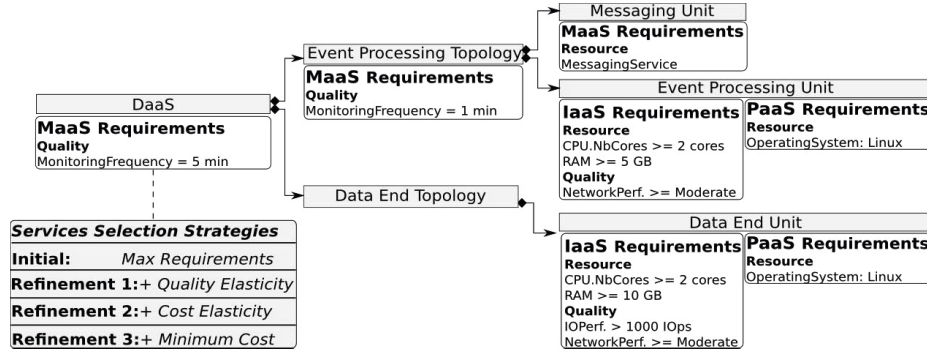 DaaS
MaaS Requirements
Quality
MonitoringFrequency = 5 min
Services Selection Strategies
Initial: Max Requirements
Refinement 1:+ Quality Elasticity
Refinement 2:+ Cost Elasticity
Refinement 3:+ Minimum Cost
Event Processing Topology
MaaS Requirements
Quality
MonitoringFrequency = 1 min
Data End Topology
Messaging Unit
MaaS Requirements
Resource
MessagingService
Event Processing Unit
IaaS Requirements
Resource
CPU.NbCores >= 2 cores
RAM >= 5 GB
Quality
NetworkPerf. >= Moderate
PaaS Requirements
Resource
OperatingSystem: Linux
Data End Unit
IaaS Requirements
Resource
CPU.NbCores >= 2 cores
RAM >= 10 GB
Quality
IOPerf. > 1000 IOps
NetworkPerf. >= Moderate
PaaS Requirements
Resource
OperatingSystem: Linux